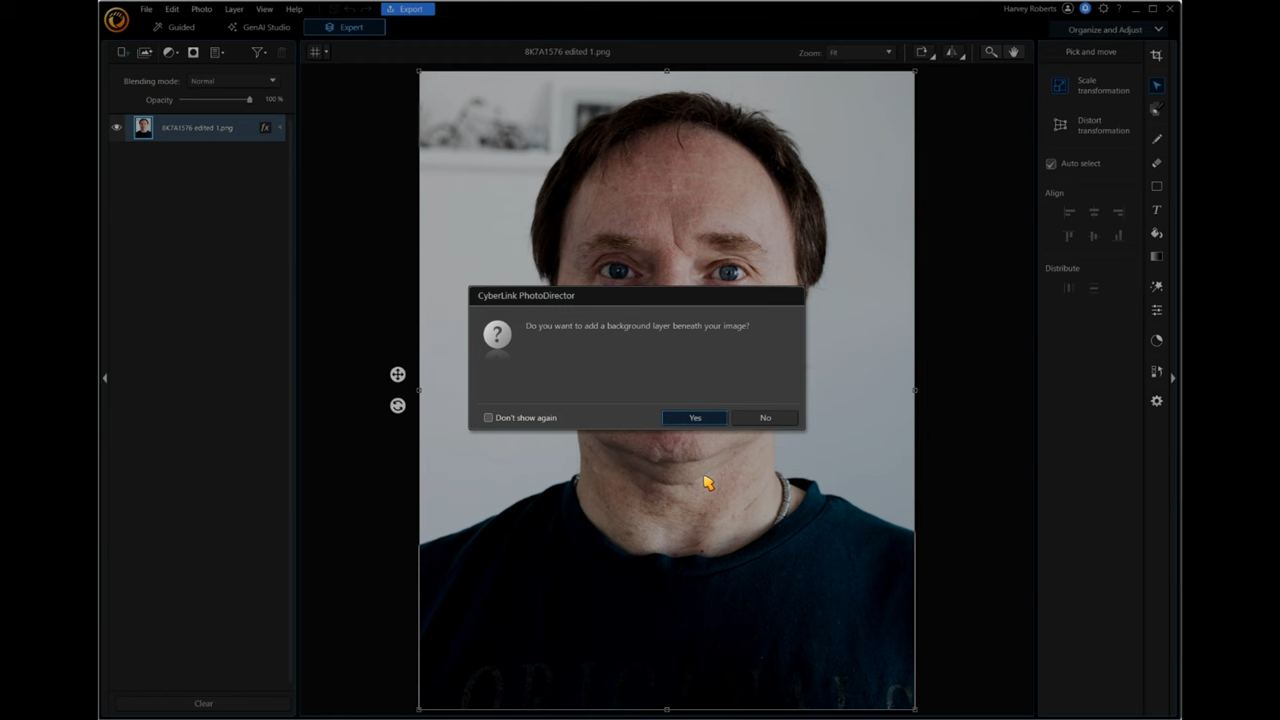 File Edit Photo Layer View Help Export Harvey Roberts ?
Guided GenAI Studio Expert Organize and Adjust
8K7A1576 edited 1.png Zoom: Fit Pick and move
Blending mode: Normal
Opacity 100 %
8K7A1576 edited 1.png fx
Scale
transformation
Distort
transformation
Auto select
Align
Distribute
CyberLink PhotoDirector
Do you want to add a background layer beneath your image?
Don't show again Yes No
Clear